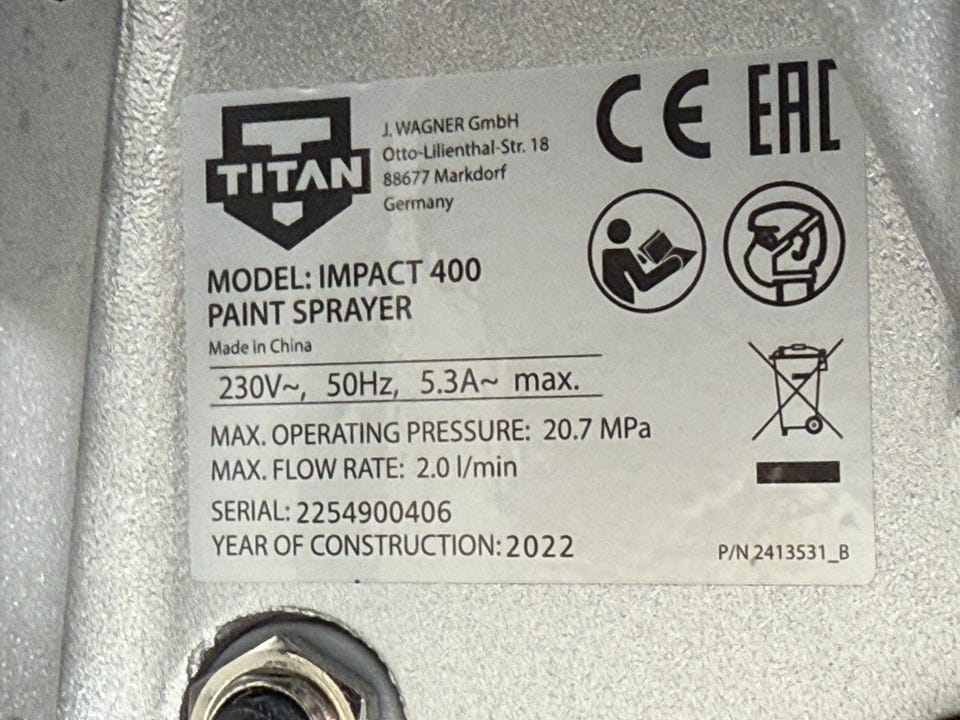 TITAN
J. WAGNER GmbH
Otto-Lilienthal-Str. 18
88677 Markdorf
Germany
CE EAC
MODEL: IMPACT 400
PAINT SPRAYER
Made in China
230V~, 50Hz, 5.3A~ max.
MAX. OPERATING PRESSURE: 20.7 MPa
MAX. FLOW RATE: 2.0 l/min
SERIAL: 2254900406
YEAR OF CONSTRUCTION: 2022
P/N 2413531_B